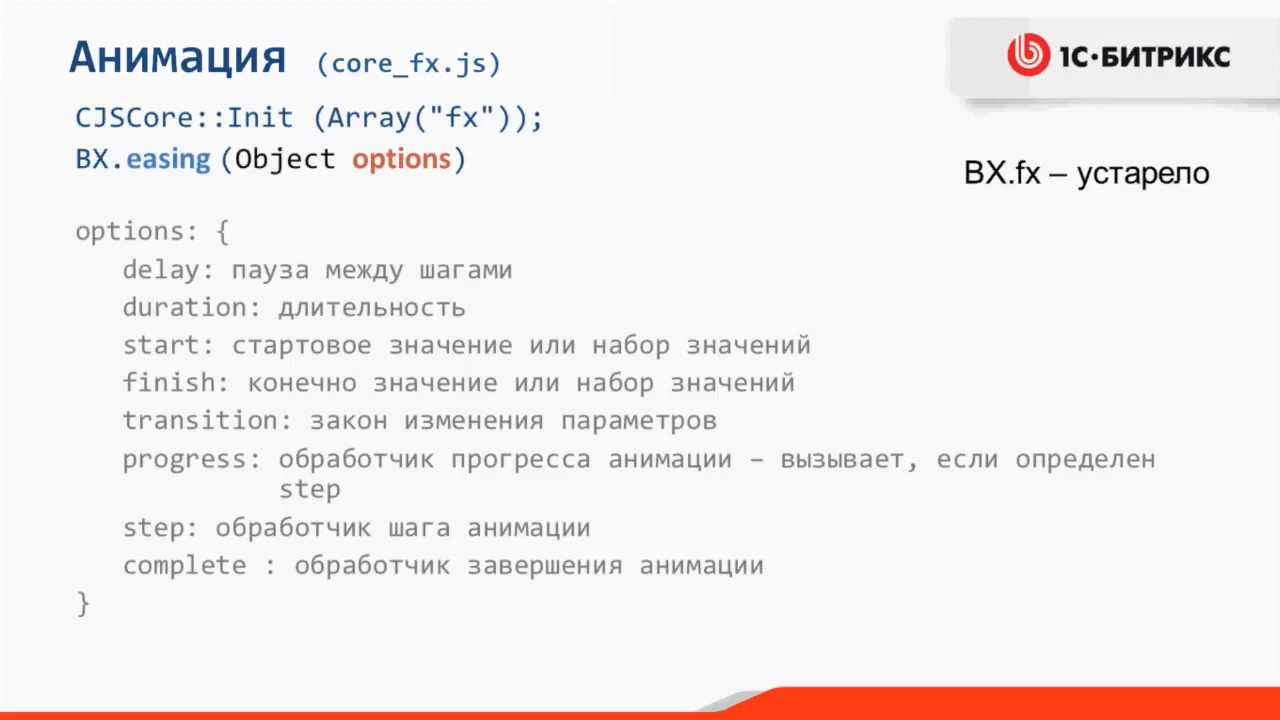 Анимация (core_fx.js)
1С·БИТРИКС
CJSCore::Init (Array("fx"));
BX.easing (Object options)
BX.fx – устарело
options: {
delay: пауза между шагами
duration: длительность
start: стартовое значение или набор значений
finish: конечно значение или набор значений
transition: закон изменения параметров
progress: обработчик прогресса анимации – вызывает, если определен
step
step: обработчик шага анимации
complete : обработчик завершения анимации
}